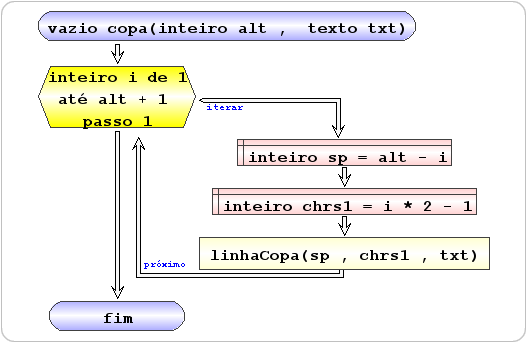 vazio copa(inteiro alt ,  texto txt)
inteiro i de 1
até alt + 1
passo 1
iterar
inteiro sp = alt - i
inteiro chrs1 = i * 2 - 1
linhaCopa(sp , chrs1 , txt)
próximo
fim